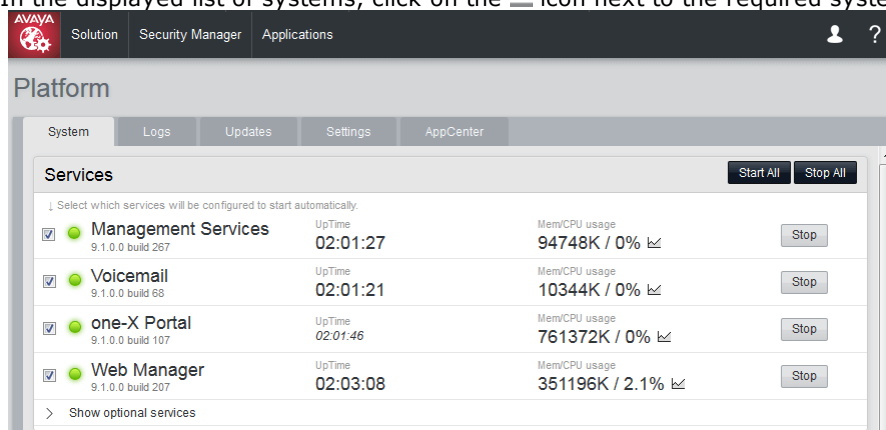 In the displayed list of systems, click on the icon next to the required syste
AVAYA
Solution Security Manager Applications ?
Platform
System Logs Updates Settings AppCenter
Services Start All Stop All
↓ Select which services will be configured to start automatically.
Management Services UpTime Mem/CPU usage
9.1.0.0 build 267 02:01:27 94748K / 0% Stop
Voicemail UpTime Mem/CPU usage
9.1.0.0 build 68 02:01:21 10344K / 0% Stop
one-X Portal UpTime Mem/CPU usage
9.1.0.0 build 107 02:01:46 761372K / 0% Stop
Web Manager UpTime Mem/CPU usage
9.1.0.0 build 207 02:03:08 351196K / 2.1% Stop
> Show optional services